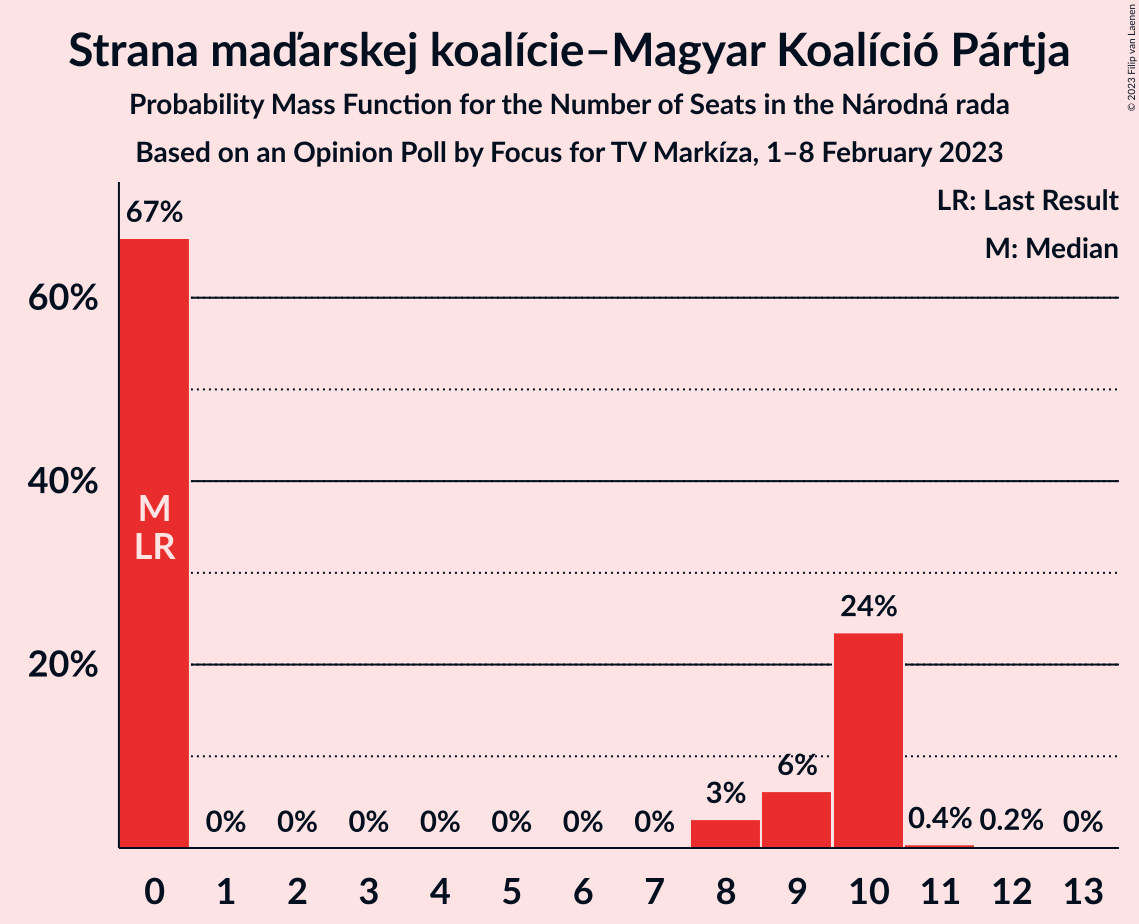 Strana maďarskej koalície–Magyar Koalíció Pártja
Probability Mass Function for the Number of Seats in the Národná rada
Based on an Opinion Poll by Focus for TV Markíza, 1–8 February 2023
© 2023 Filip van Laenen
LR: Last Result
M: Median
60%
40%
20%
67%
M
LR
0%
0%
0%
0%
0%
0%
0%
3%
6%
24%
0.4%
0.2%
0%
0 1 2 3 4 5 6 7 8 9 10 11 12 13